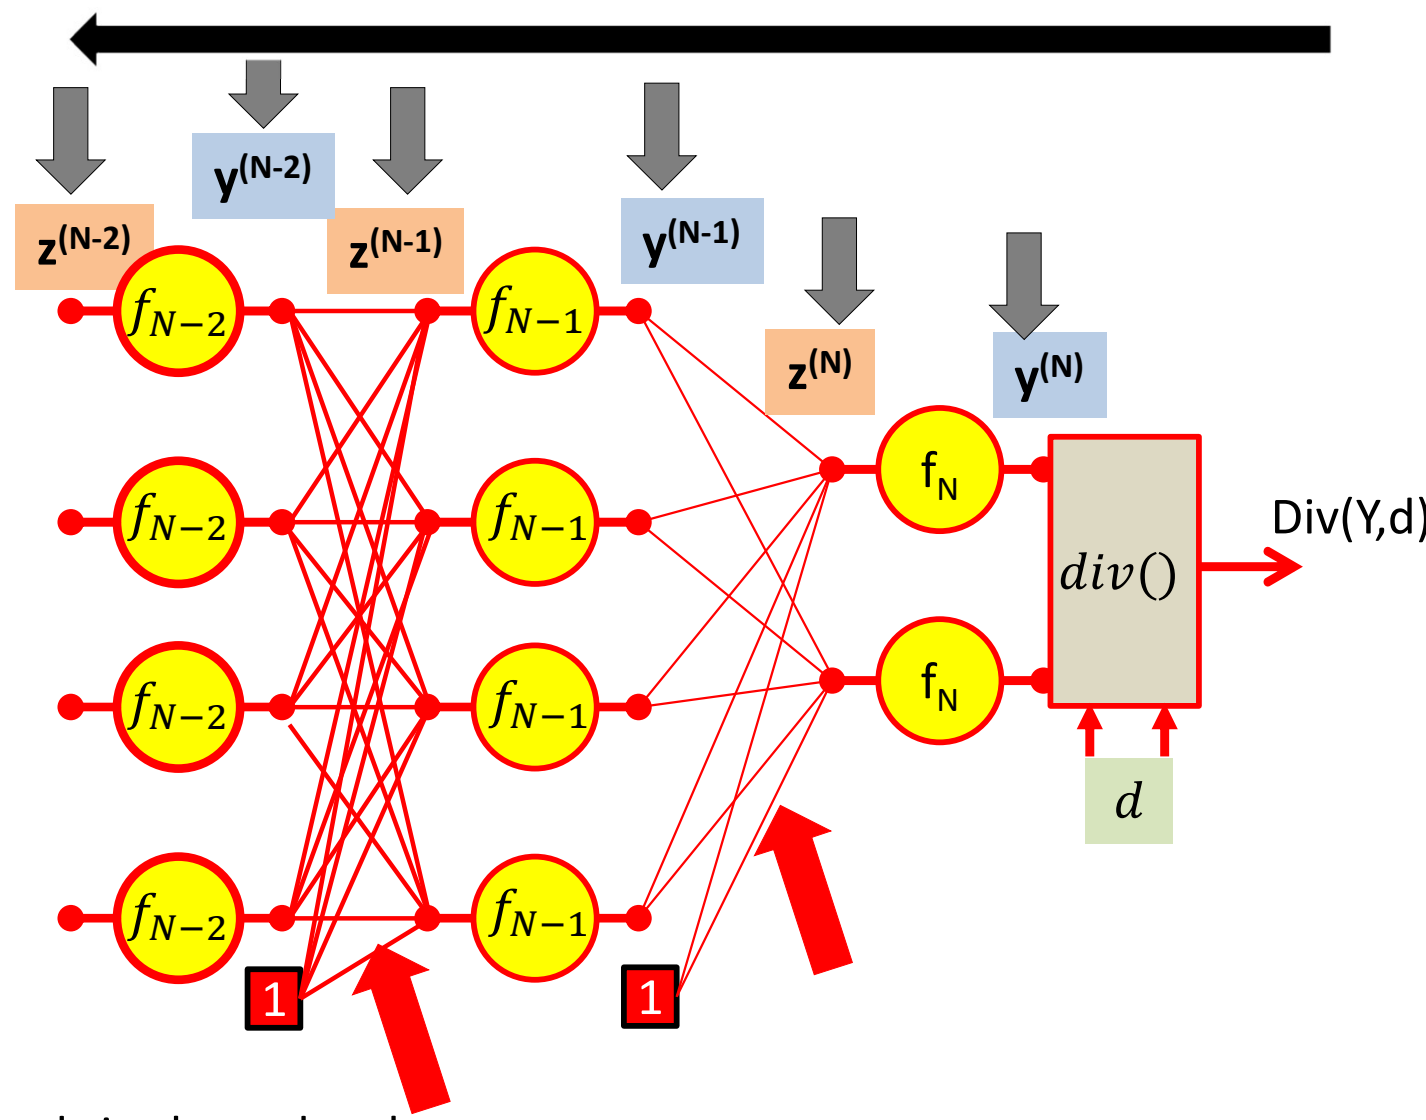 y(N-2)
z(N-2)
z(N-1)
y(N-1)
z(N)
y(N)
fN−2
fN−1
fN
Div(Y,d)
fN−2
fN−1
div()
fN−2
fN−1
fN
d
fN−2
fN−1
1
1